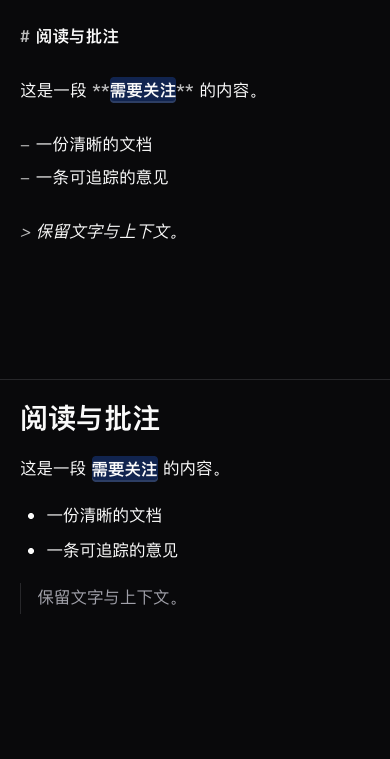 # 阅读与批注
这是一段 **需要关注** 的内容。
– 一份清晰的文档
– 一条可追踪的意见
> 保留文字与上下文。
阅读与批注
这是一段 需要关注 的内容。
• 一份清晰的文档
• 一条可追踪的意见
保留文字与上下文。